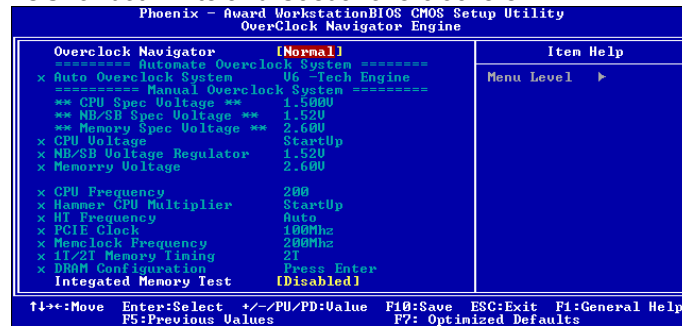 Phoenix - Award WorkstationBIOS CMOS Setup Utility
OverClock Navigator Engine
Overclock Navigator [Normal]
Item Help
========= Automate Overclock System ========
x Auto Overclock System V6 -Tech Engine
Menu Level ▶
========== Manual Overclock System =========
** CPU Spec Voltage ** 1.500V
** NB/SB Spec Voltage ** 1.52V
** Memory Spec Voltage ** 2.60V
x CPU Voltage StartUp
x NB/SB Voltage Regulator 1.52V
x Memorry Voltage 2.60V
x CPU Frequency 200
x Hammer CPU Multiplier StartUp
x HT Frequency Auto
x PCIE Clock 100Mhz
x Memclock Frequency 200Mhz
x 1T/2T Memory Timing 2T
x DRAM Configuration Press Enter
Integated Memory Test [Disabled]
↑↓→←:Move Enter:Select +/-/PU/PD:Value F10:Save ESC:Exit F1:General Help
F5:Previous Values F7: Optimized Defaults